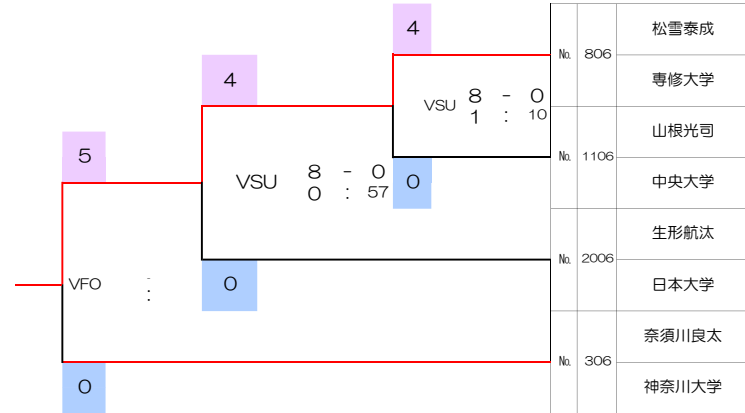 4
松雪泰成
№ 806
4
専修大学
VSU 8 - 0
1 : 10
山根光司
5
№ 1106
VSU 8 - 0
0 : 57
0
中央大学
生形航汰
№ 2006
VFO -
:
0
日本大学
奈須川良太
№ 306
0
神奈川大学